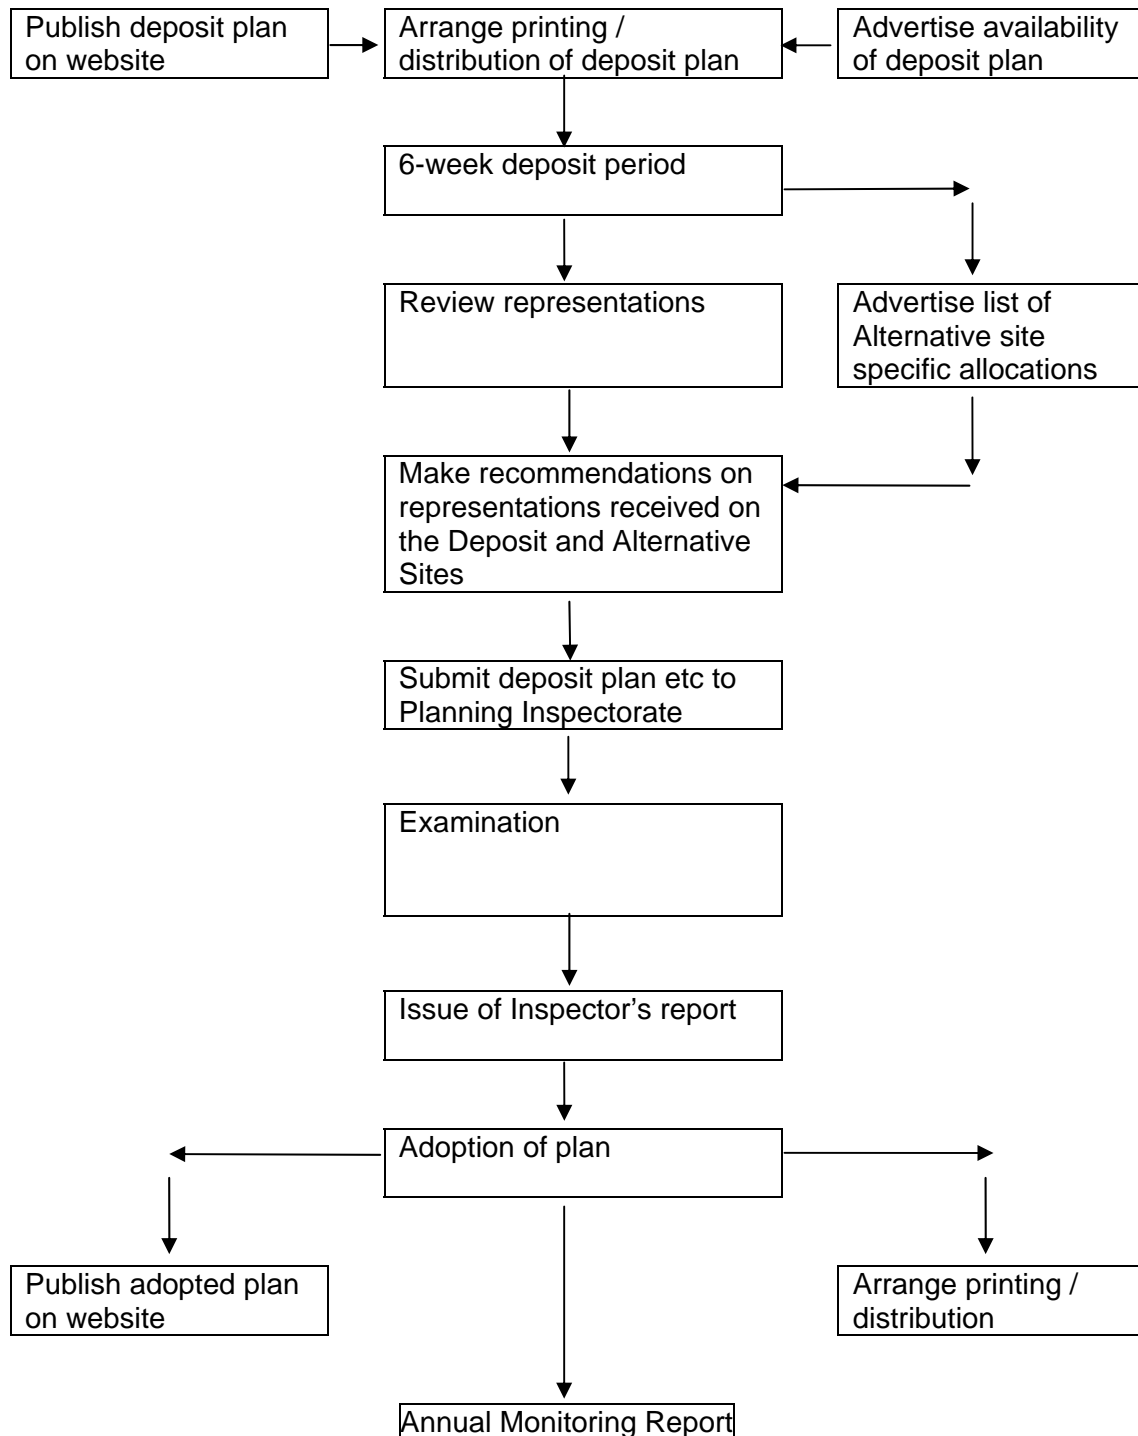 Publish deposit plan
on website
Arrange printing /
distribution of deposit plan
Advertise availability
of deposit plan
6-week deposit period
Review representations
Advertise list of
Alternative site
specific allocations
Make recommendations on
representations received on
the Deposit and Alternative
Sites
Submit deposit plan etc to
Planning Inspectorate
Examination
Issue of Inspector’s report
Adoption of plan
Publish adopted plan
on website
Arrange printing /
distribution
Annual Monitoring Report